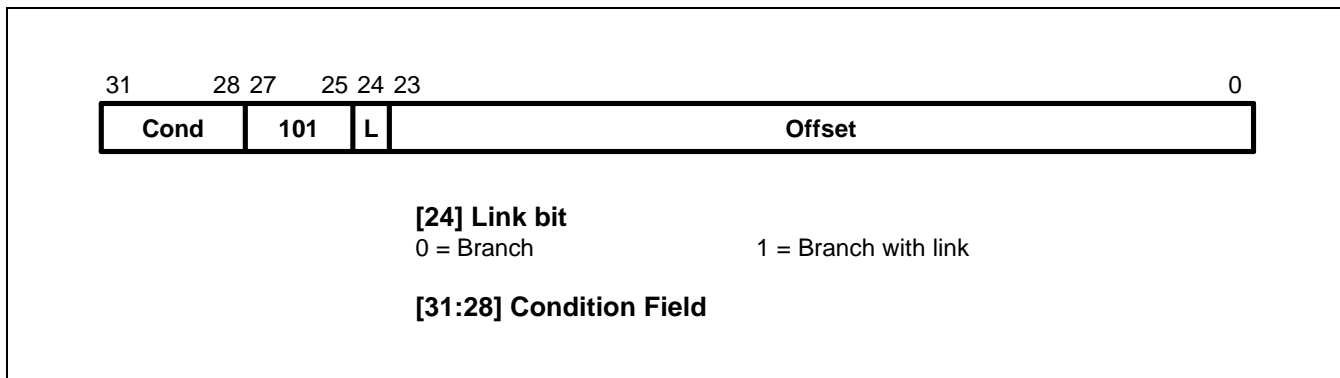 31 28 27 25 24 23 0
Cond 101 L Offset
[24] Link bit
0 = Branch 1 = Branch with link
[31:28] Condition Field